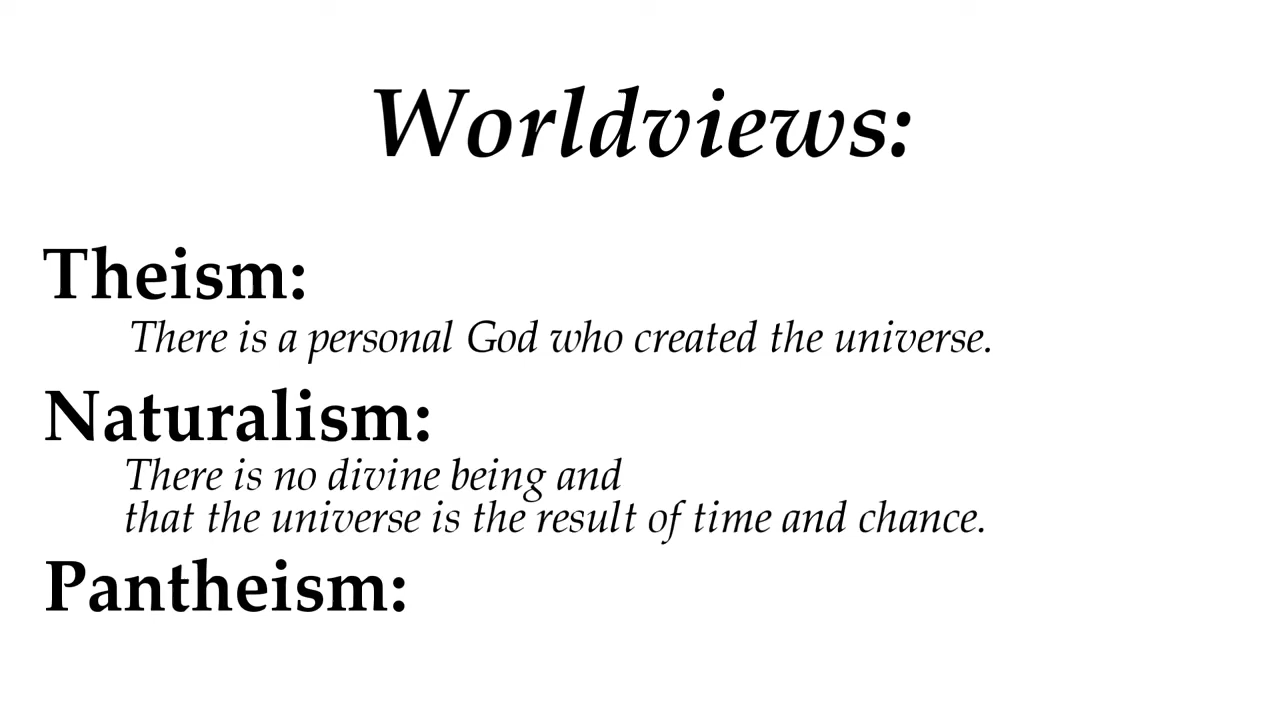 Worldviews:
Theism:
There is a personal God who created the universe.
Naturalism:
There is no divine being and
that the universe is the result of time and chance.
Pantheism: